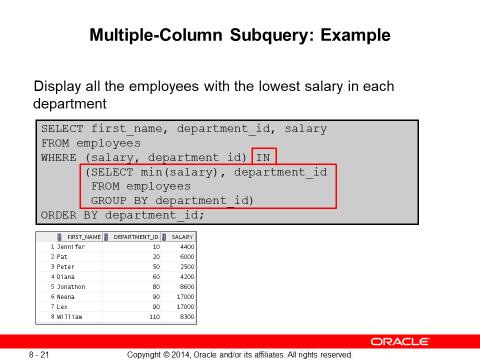 Multiple-Column Subquery: Example
Display all the employees with the lowest salary in each
department
SELECT first_name, department_id, salary
FROM employees
WHERE (salary, department_id) IN
(SELECT min(salary), department_id
FROM employees
GROUP BY department_id)
ORDER BY department_id;
FIRST_NAME DEPARTMENT_ID SALARY
1 Jennifer 10 4400
2 Pat 20 6000
3 Peter 50 2500
4 Diana 60 4200
5 Jonathon 80 8600
6 Neena 90 17000
7 Lex 90 17000
8 William 110 8300
ORACLE
8 - 21 Copyright © 2014, Oracle and/or its affiliates. All rights reserved.